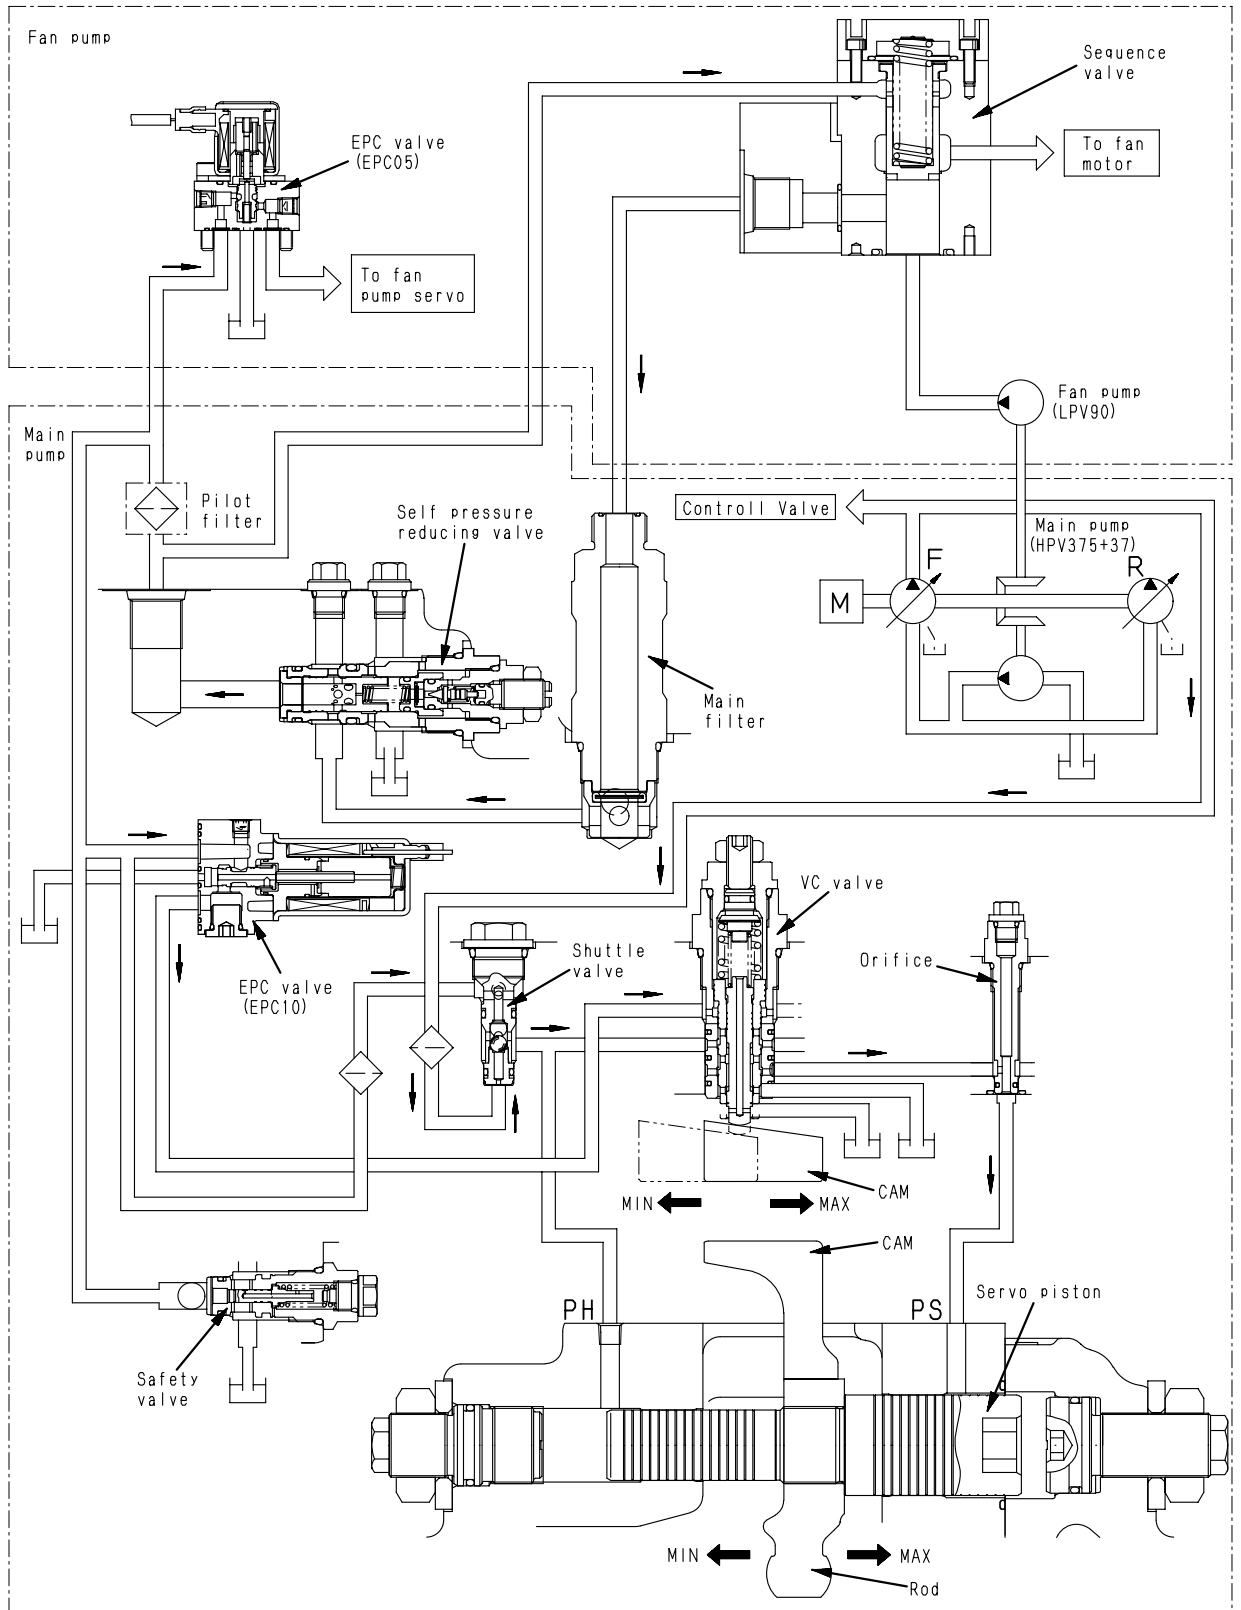 Fan pump
Sequence
valve
EPC valve
(EPC05)
To fan
motor
To fan
pump servo
Fan pump
(LPV90)
Main
pump
Pilot
filter
Self pressure
reducing valve
Controll Valve
Main pump
(HPV375+37)
F
R
M
Main
filter
VC valve
Shuttle
valve
Orifice
EPC valve
(EPC10)
CAM
MIN
MAX
CAM
Servo piston
PH
PS
Safety
valve
MIN
MAX
Rod